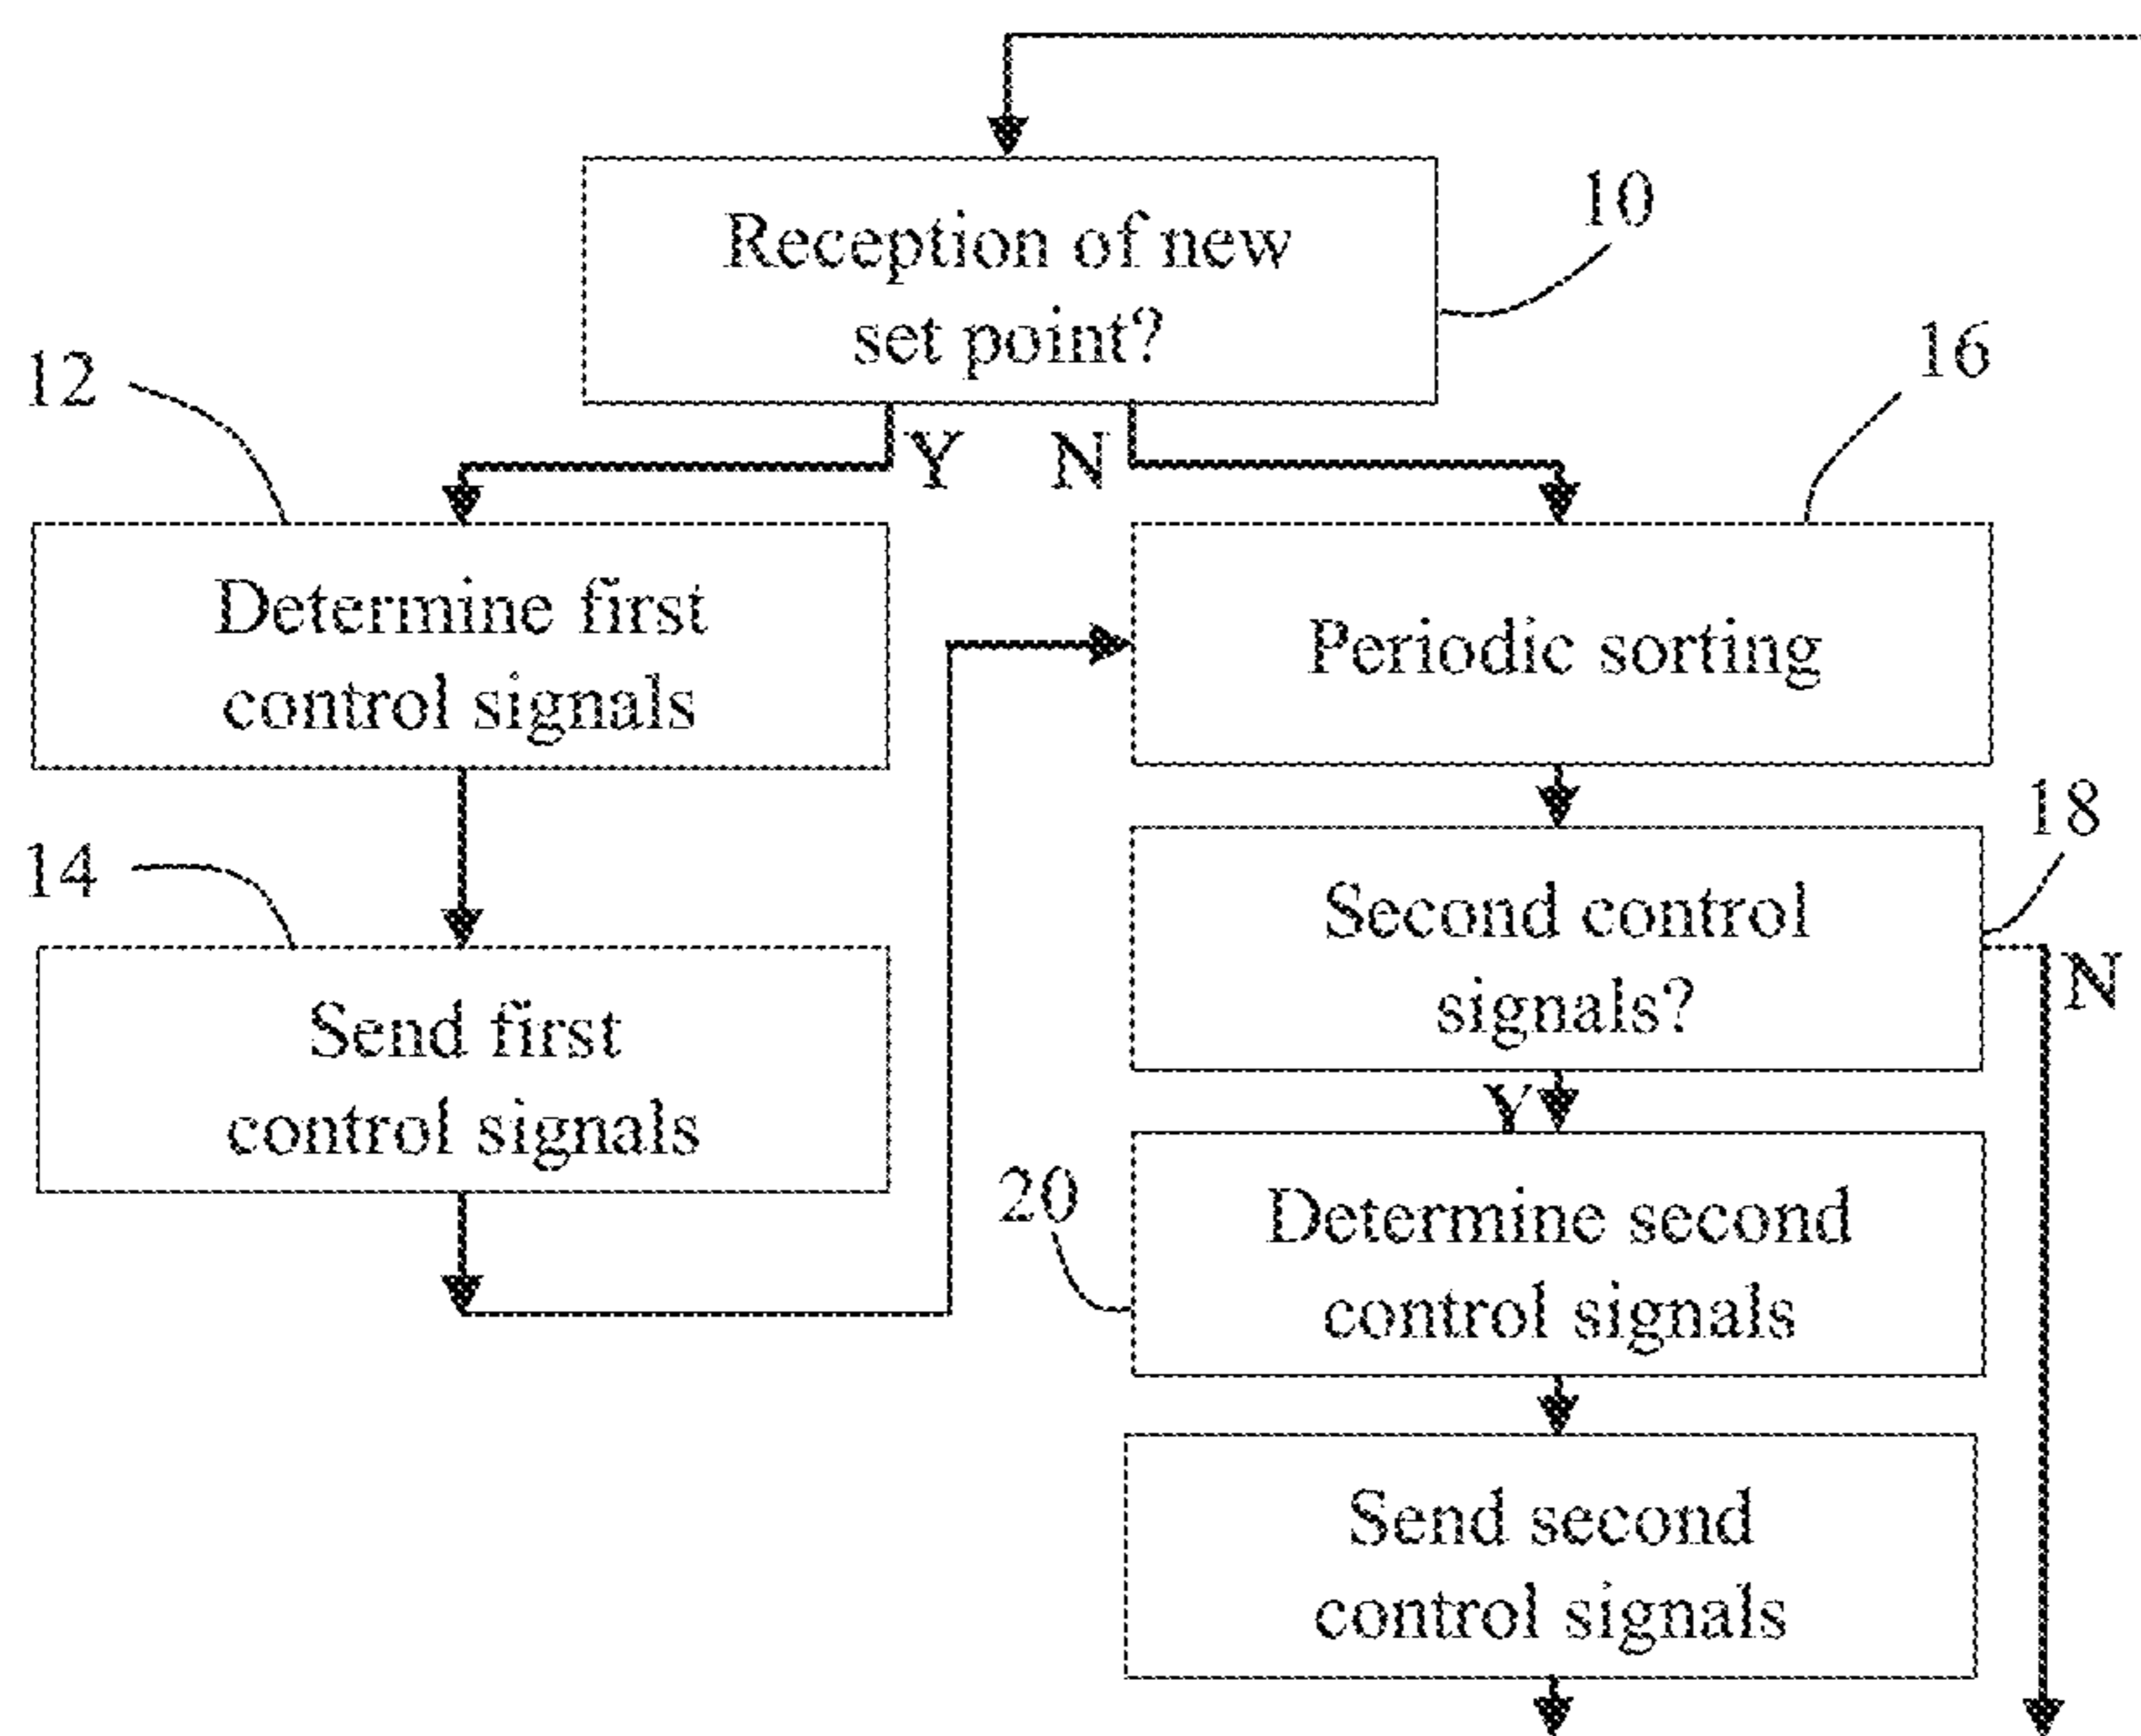 Reception of new
set point?
10
12
Y
N
16
Determine first
control signals
Periodic sorting
14
Send first
control signals
Second control
signals?
18
N
Y
20
Determine second
control signals
Send second
control signals